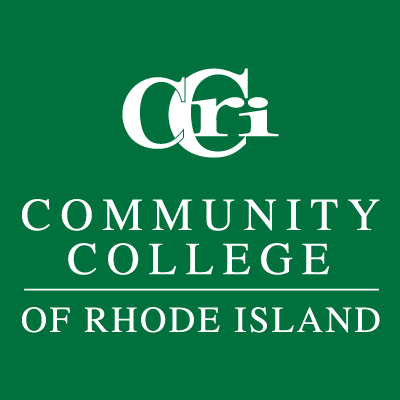 CCri
COMMUNITY
COLLEGE
OF RHODE ISLAND